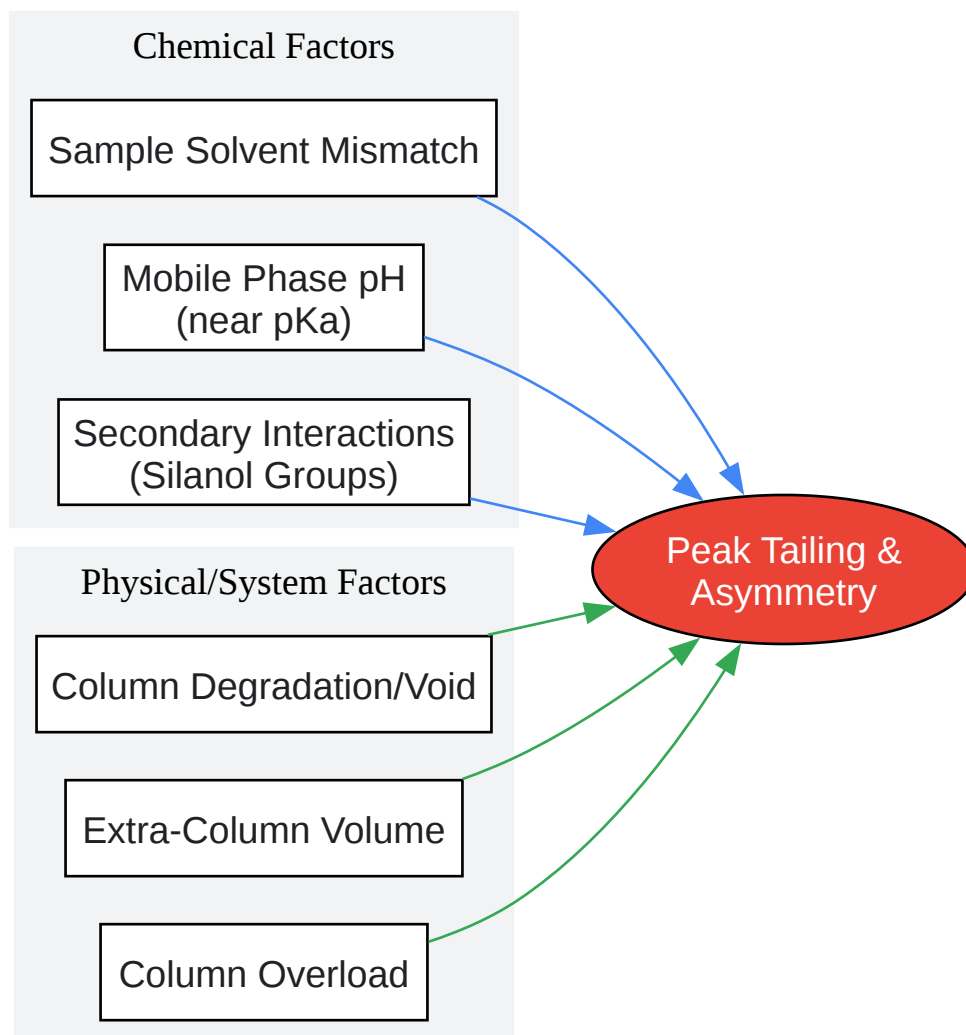 Chemical Factors
Sample Solvent Mismatch
Mobile Phase pH
(near pKa)
Secondary Interactions
(Silanol Groups)
Peak Tailing &
Asymmetry
Physical/System Factors
Column Degradation/Void
Extra-Column Volume
Column Overload